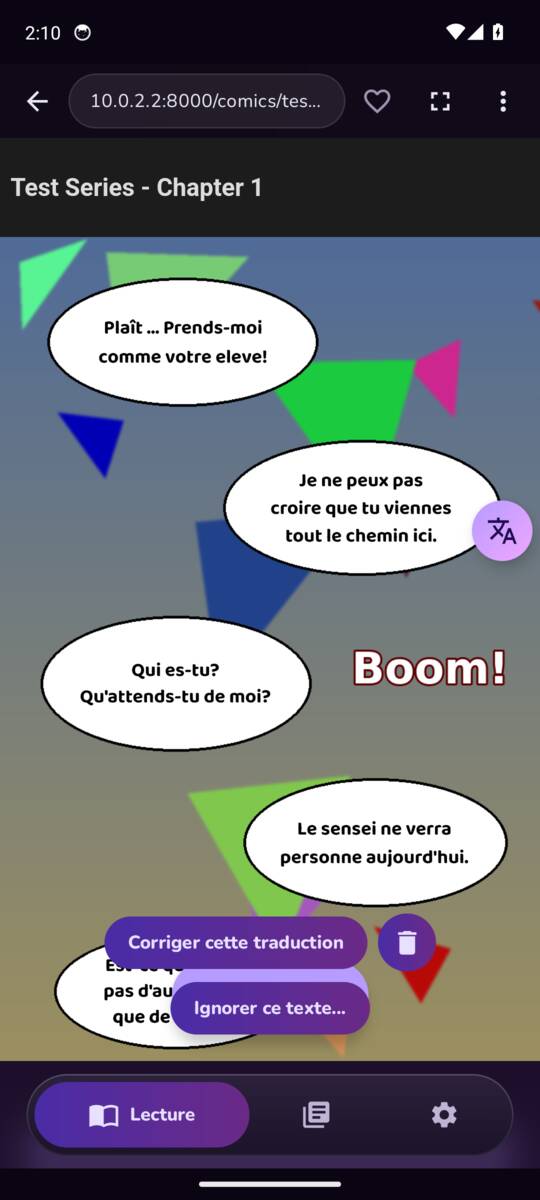 2:10
10.0.2.2:8000/comics/tes...
Test Series - Chapter 1
Plaît ... Prends-moi
comme votre eleve!
Je ne peux pas
croire que tu viennes
tout le chemin ici.
Qui es-tu?
Qu'attends-tu de moi?
Boom!
Le sensei ne verra
personne aujourd'hui.
Corriger cette traduction
pas d'au
que de
Ignorer ce texte...
Lecture